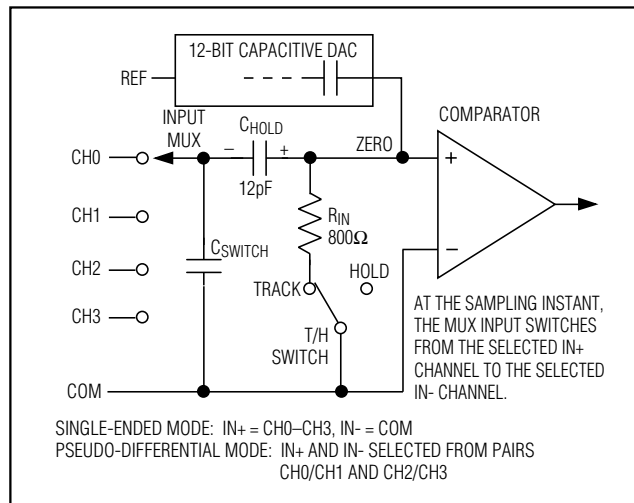 12-BIT CAPACITIVE DAC
REF
INPUT
MUX
CHOLD
– +
12pF
ZERO
COMPARATOR
+
–
CH0
CH1
CH2
CH3
CSWITCH
RIN
800Ω
TRACK
HOLD
T/H
SWITCH
COM
AT THE SAMPLING INSTANT,
THE MUX INPUT SWITCHES
FROM THE SELECTED IN+
CHANNEL TO THE SELECTED
IN- CHANNEL.
SINGLE-ENDED MODE: IN+ = CH0–CH3, IN- = COM
PSEUDO-DIFFERENTIAL MODE: IN+ AND IN- SELECTED FROM PAIRS
CH0/CH1 AND CH2/CH3